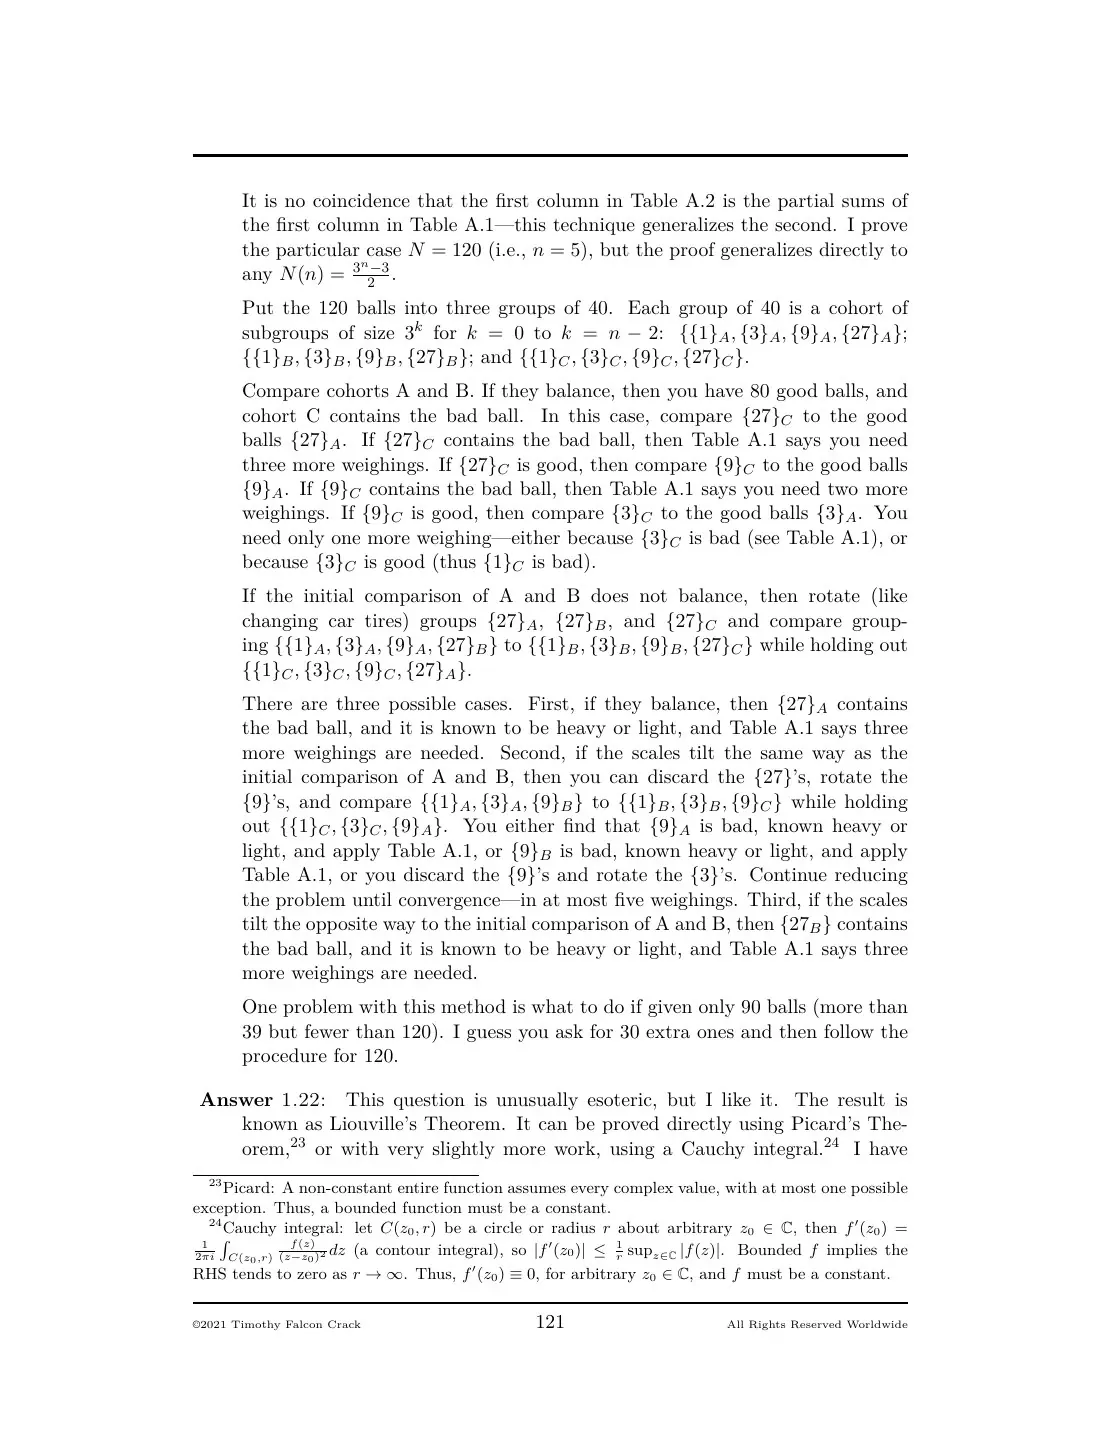 It is no coincidence that the first column in Table A.2 is the partial sums of
the first column in Table A.1—this technique generalizes the second. I prove
the particular case N = 120 (i.e., n = 5), but the proof generalizes directly to
any N(n) = (3ⁿ−3)/2.
Put the 120 balls into three groups of 40. Each group of 40 is a cohort of
subgroups of size 3ᵏ for k = 0 to k = n − 2: {{1}_A, {3}_A, {9}_A, {27}_A};
{{1}_B, {3}_B, {9}_B, {27}_B}; and {{1}_C, {3}_C, {9}_C, {27}_C}.
Compare cohorts A and B. If they balance, then you have 80 good balls, and
cohort C contains the bad ball. In this case, compare {27}_C to the good
balls {27}_A. If {27}_C contains the bad ball, then Table A.1 says you need
three more weighings. If {27}_C is good, then compare {9}_C to the good balls
{9}_A. If {9}_C contains the bad ball, then Table A.1 says you need two more
weighings. If {9}_C is good, then compare {3}_C to the good balls {3}_A. You
need only one more weighing—either because {3}_C is bad (see Table A.1), or
because {3}_C is good (thus {1}_C is bad).
If the initial comparison of A and B does not balance, then rotate (like
changing car tires) groups {27}_A, {27}_B, and {27}_C and compare group-
ing {{1}_A, {3}_A, {9}_A, {27}_B} to {{1}_B, {3}_B, {9}_B, {27}_C} while holding out
{{1}_C, {3}_C, {9}_C, {27}_A}.
There are three possible cases. First, if they balance, then {27}_A contains
the bad ball, and it is known to be heavy or light, and Table A.1 says three
more weighings are needed. Second, if the scales tilt the same way as the
initial comparison of A and B, then you can discard the {27}'s, rotate the
{9}'s, and compare {{1}_A, {3}_A, {9}_B} to {{1}_B, {3}_B, {9}_C} while holding
out {{1}_C, {3}_C, {9}_A}. You either find that {9}_A is bad, known heavy or
light, and apply Table A.1, or {9}_B is bad, known heavy or light, and apply
Table A.1, or you discard the {9}'s and rotate the {3}'s. Continue reducing
the problem until convergence—in at most five weighings. Third, if the scales
tilt the opposite way to the initial comparison of A and B, then {27_B} contains
the bad ball, and it is known to be heavy or light, and Table A.1 says three
more weighings are needed.
One problem with this method is what to do if given only 90 balls (more than
39 but fewer than 120). I guess you ask for 30 extra ones and then follow the
procedure for 120.
Answer 1.22: This question is unusually esoteric, but I like it. The result is
known as Liouville's Theorem. It can be proved directly using Picard's The-
orem,²³ or with very slightly more work, using a Cauchy integral.²⁴ I have
²³Picard: A non-constant entire function assumes every complex value, with at most one possible
exception. Thus, a bounded function must be a constant.
²⁴Cauchy integral: let C(z₀, r) be a circle or radius r about arbitrary z₀ ∈ ℂ, then f′(z₀) =
1/(2πi) ∫_C(z₀,r) f(z)/(z−z₀)² dz (a contour integral), so |f′(z₀)| ≤ 1/r sup_z∈ℂ |f(z)|. Bounded f implies the
RHS tends to zero as r → ∞. Thus, f′(z₀) ≡ 0, for arbitrary z₀ ∈ ℂ, and f must be a constant.
©2021 Timothy Falcon Crack 121 All Rights Reserved Worldwide